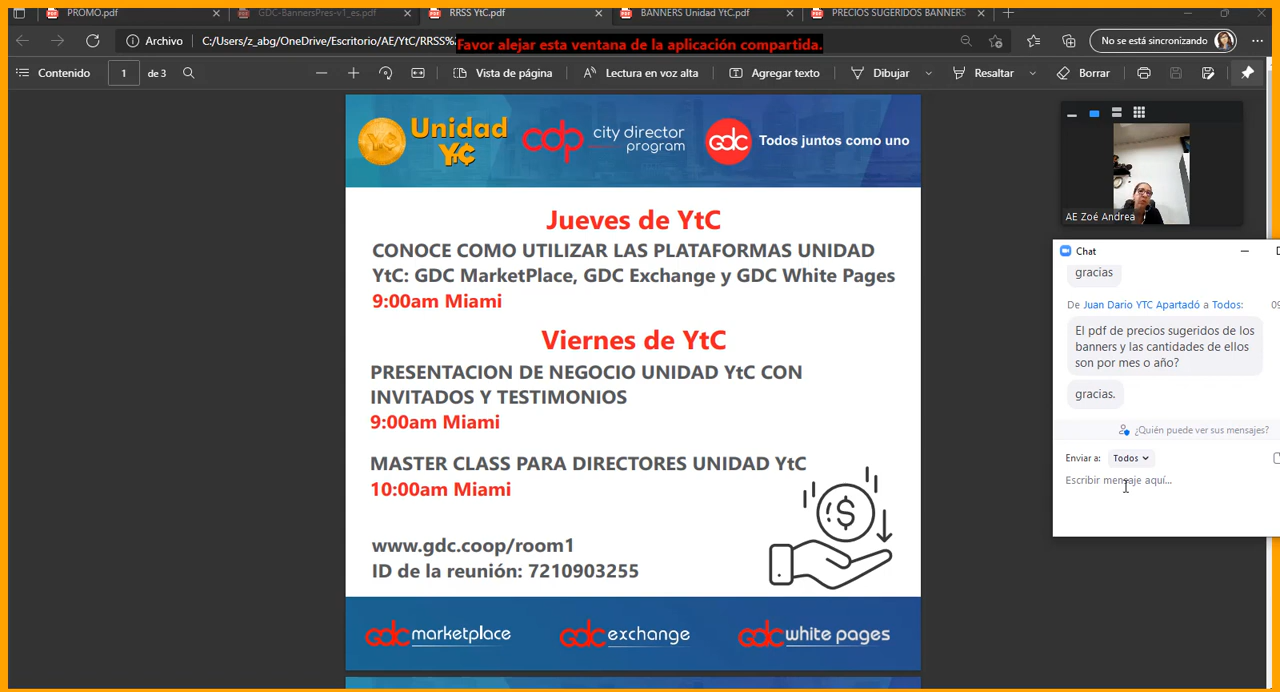 PROMO.pdf
GDC-BannersPres-v1_es.pdf
RRSS YtC.pdf
BANNERS Unidad YtC.pdf
PRECIOS SUGERIDOS BANNERS
Archivo
C:/Users/z_abg/OneDrive/Escritorio/AE/YtC/RRSS%
Favor alejar esta ventana de la aplicación compartida.
No se está sincronizando
Contenido
1
de 3
Vista de página
Lectura en voz alta
Agregar texto
Dibujar
Resaltar
Borrar
Unidad
YtC
cdp city director
program
gdc Todos juntos como uno
Jueves de YtC
CONOCE COMO UTILIZAR LAS PLATAFORMAS UNIDAD
YtC: GDC MarketPlace, GDC Exchange y GDC White Pages
9:00am Miami
Viernes de YtC
PRESENTACION DE NEGOCIO UNIDAD YtC CON
INVITADOS Y TESTIMONIOS
9:00am Miami
MASTER CLASS PARA DIRECTORES UNIDAD YtC
10:00am Miami
www.gdc.coop/room1
ID de la reunión: 7210903255
gdc marketplace
gdc exchange
gdc white pages
AE Zoé Andrea
Chat
gracias
De Juan Dario YTC Apartadó a Todos:
09
El pdf de precios sugeridos de los
banners y las cantidades de ellos
son por mes o año?
gracias.
¿Quién puede ver sus mensajes?
Enviar a: Todos
Escribir mensaje aquí...